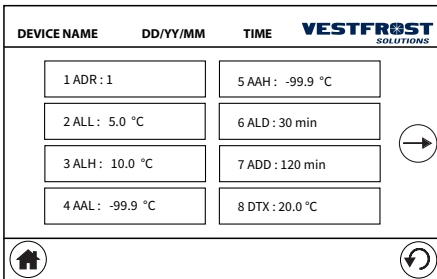 DEVICE NAME DD/YY/MM TIME VESTFROST
SOLUTIONS
1 ADR : 1
2 ALL : 5.0 °C
3 ALH : 10.0 °C
4 AAL : -99.9 °C
5 AAH : -99.9 °C
6 ALD : 30 min
7 ADD : 120 min
8 DTX : 20.0 °C